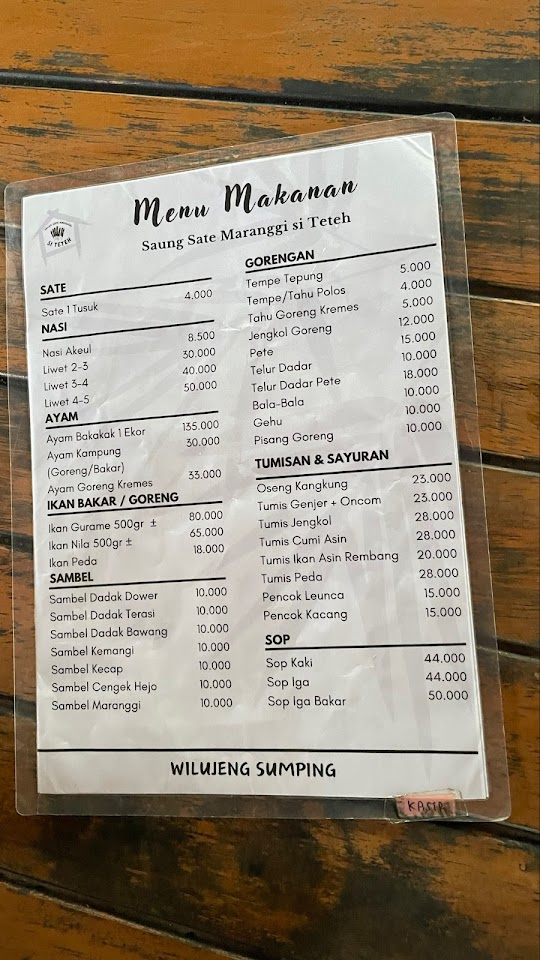 Menu Makanan
Saung Sate Maranggi si Teteh
SI TETEH
SATE
Sate 1 Tusuk 4.000
NASI
Nasi Akeul 8.500
Liwet 2-3 30.000
Liwet 3-4 40.000
Liwet 4-5 50.000
AYAM
Ayam Bakakak 1 Ekor 135.000
Ayam Kampung 30.000
(Goreng/Bakar)
Ayam Goreng Kremes 33.000
IKAN BAKAR / GORENG
Ikan Gurame 500gr ± 80.000
Ikan Nila 500gr ± 65.000
Ikan Peda 18.000
SAMBEL
Sambel Dadak Dower 10.000
Sambel Dadak Terasi 10.000
Sambel Dadak Bawang 10.000
Sambel Kemangi 10.000
Sambel Kecap 10.000
Sambel Cengek Hejo 10.000
Sambel Maranggi 10.000
GORENGAN
Tempe Tepung 5.000
Tempe/Tahu Polos 4.000
Tahu Goreng Kremes 5.000
Jengkol Goreng 12.000
Pete 15.000
Telur Dadar 10.000
Telur Dadar Pete 18.000
Bala-Bala 10.000
Gehu 10.000
Pisang Goreng 10.000
TUMISAN & SAYURAN
Oseng Kangkung 23.000
Tumis Genjer + Oncom 23.000
Tumis Jengkol 28.000
Tumis Cumi Asin 28.000
Tumis Ikan Asin Rembang 20.000
Tumis Peda 28.000
Pencok Leunca 15.000
Pencok Kacang 15.000
SOP
Sop Kaki 44.000
Sop Iga 44.000
Sop Iga Bakar 50.000
WILUJENG SUMPING
KASIR